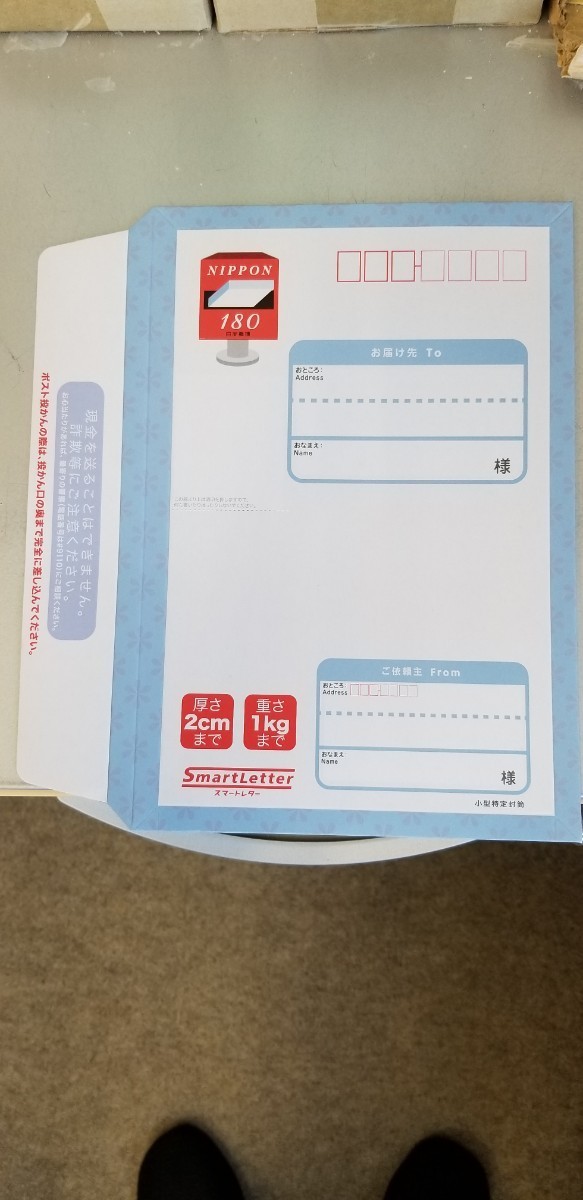 NIPPON
180
お届け先 To
おところ:
Address
おなまえ:
Name
様
現金を送ることはできません。
詐欺等にご注意ください。
ポスト投かんの際は、投かん口の奥まで完全に差し込んでください。
ご依頼主 From
おところ
Address
おなまえ
Name
様
厚さ
2cm
まで
重さ
1kg
まで
SmartLetter
スマートレター
小型特定封筒